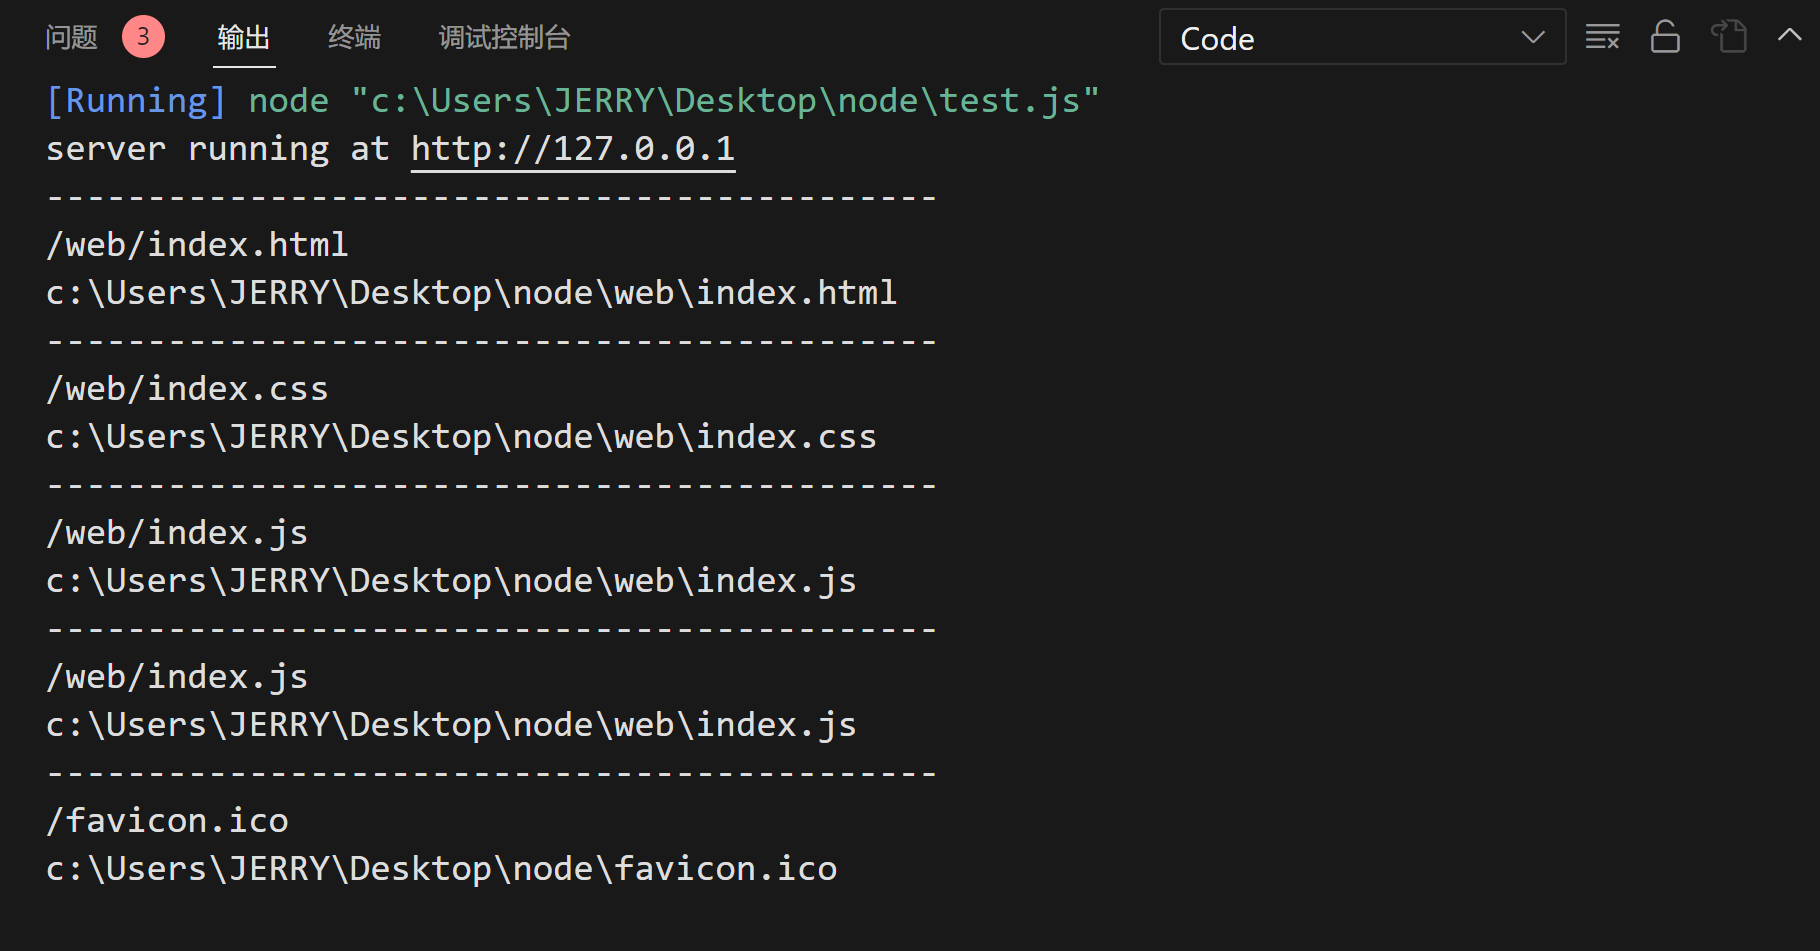 问题 3 输出 终端 调试控制台 Code
[Running] node "c:\Users\JERRY\Desktop\node\test.js"
server running at http://127.0.0.1
--------------------------------------------
/web/index.html
c:\Users\JERRY\Desktop\node\web\index.html
--------------------------------------------
/web/index.css
c:\Users\JERRY\Desktop\node\web\index.css
--------------------------------------------
/web/index.js
c:\Users\JERRY\Desktop\node\web\index.js
--------------------------------------------
/web/index.js
c:\Users\JERRY\Desktop\node\web\index.js
--------------------------------------------
/favicon.ico
c:\Users\JERRY\Desktop\node\favicon.ico